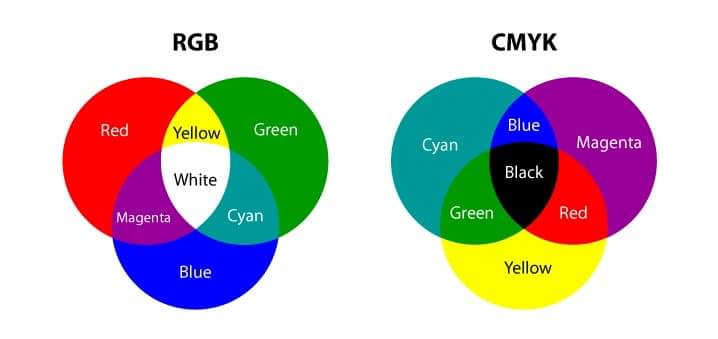 RGB
Red
Yellow
Green
White
Magenta
Cyan
Blue
CMYK
Cyan
Blue
Magenta
Black
Green
Red
Yellow